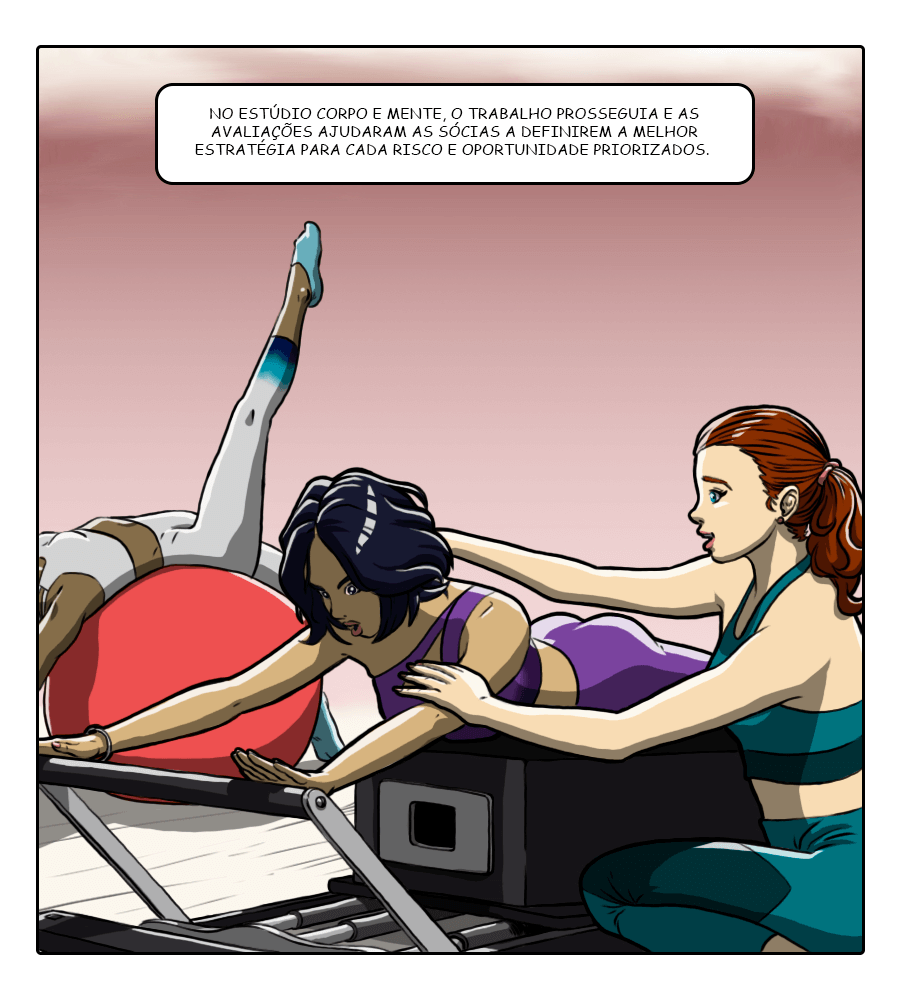 NO ESTÚDIO CORPO E MENTE, O TRABALHO PROSSEGUIA E AS
AVALIAÇÕES AJUDARAM AS SÓCIAS A DEFINIREM A MELHOR
ESTRATÉGIA PARA CADA RISCO E OPORTUNIDADE PRIORIZADOS.